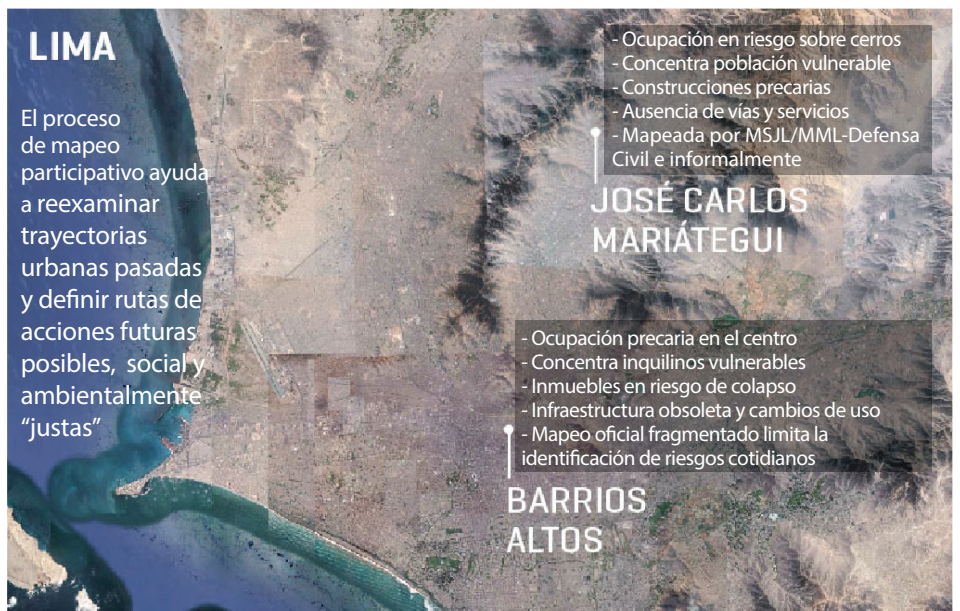 LIMA
El proceso
de mapeo
participativo ayuda
a reexaminar
trayectorias
urbanas pasadas
y definir rutas de
acciones futuras
posibles, social y
ambientalmente
“justas”
- Ocupación en riesgo sobre cerros
- Concentra población vulnerable
- Construcciones precarias
- Ausencia de vías y servicios
- Mapeada por MSJL/MML-Defensa
Civil e informalmente
JOSÉ CARLOS
MARIÁTEGUI
- Ocupación precaria en el centro
- Concentra inquilinos vulnerables
- Inmuebles en riesgo de colapso
- Infraestructura obsoleta y cambios de uso
- Mapeo oficial fragmentado limita la
identificación de riesgos cotidianos
BARRIOS
ALTOS